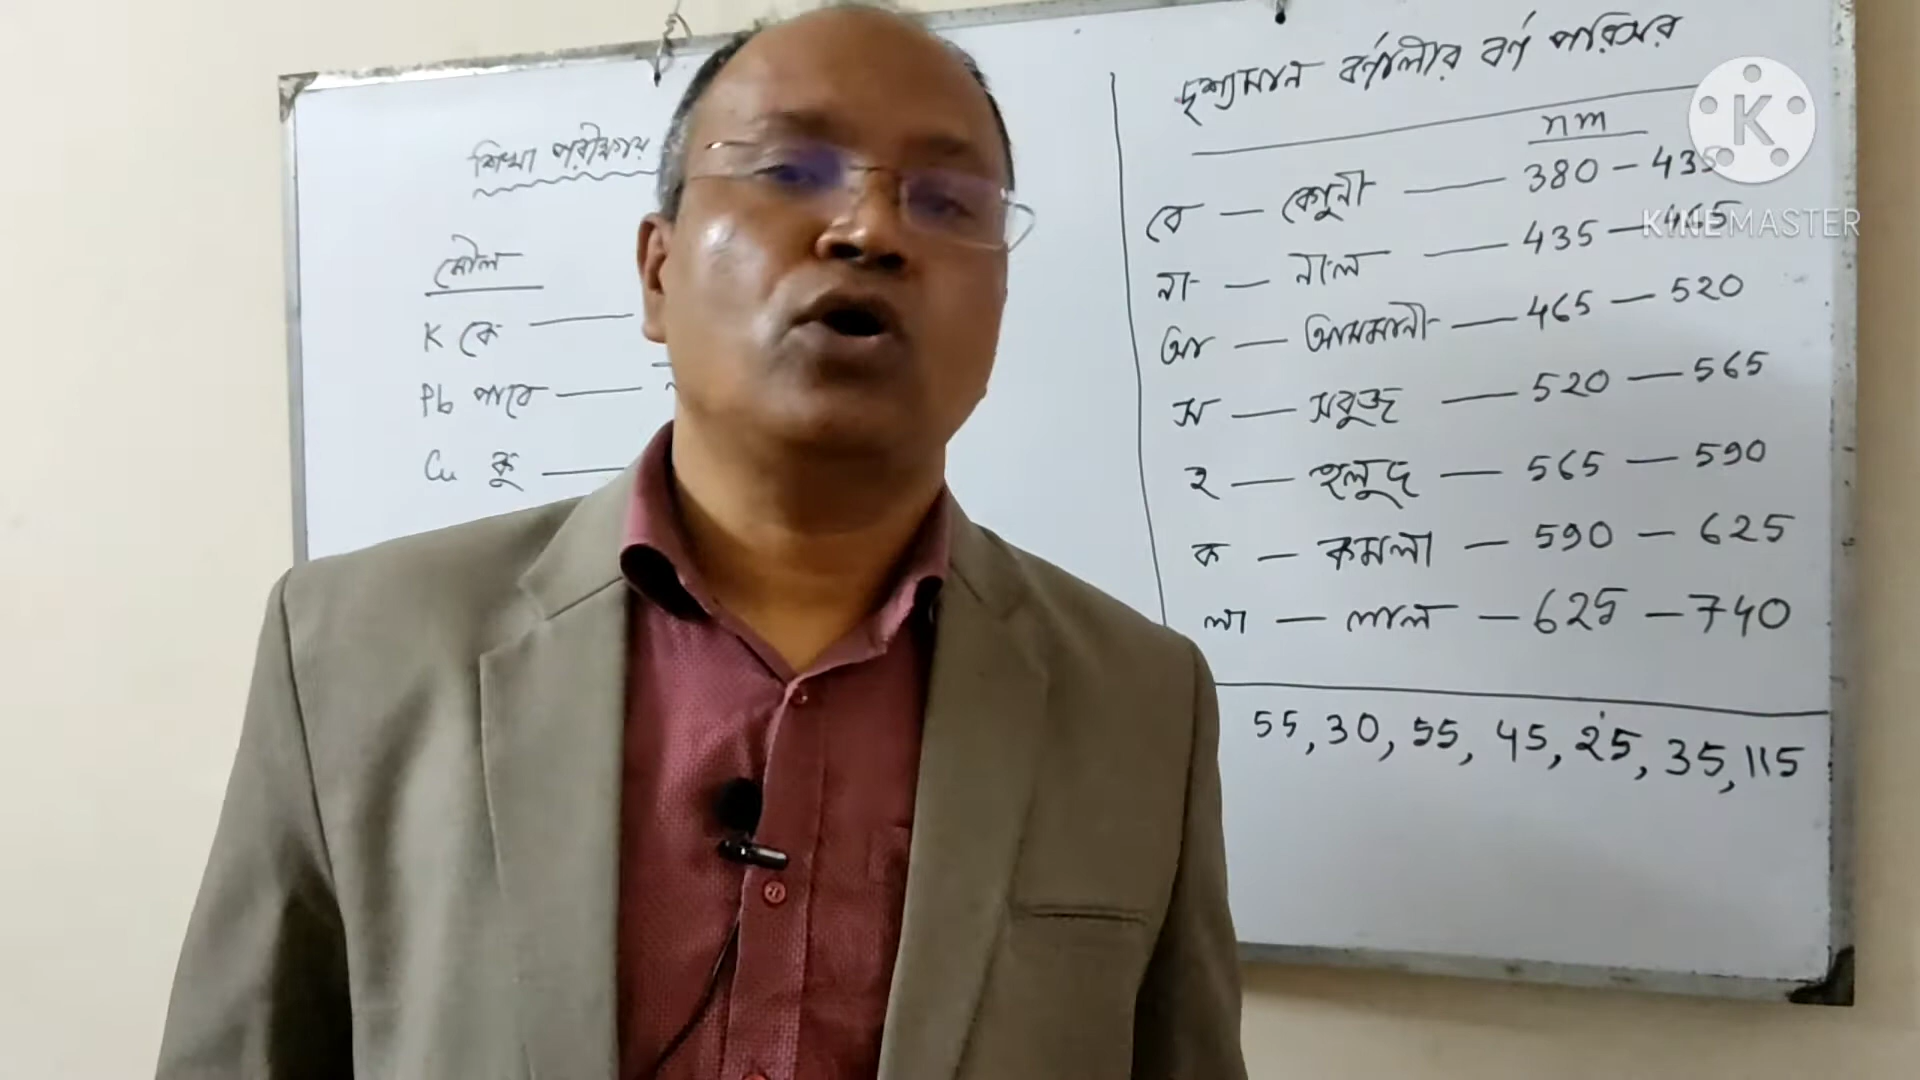 শিখা পরীক্ষায়
মৌল
K কে
Pb পারে
Cu কু
দৃশ্যমান বর্ণালীর বর্ণ পরিসর
nm
বে — বেগুনী — 380 – 435
নী — নীল — 435 – 465
আ — আসমানী — 465 – 520
স — সবুজ — 520 – 565
হ — হলুদ — 565 – 590
ক — কমলা — 590 – 625
লা — লাল — 625 – 740
55, 30, 55, 45, 25, 35, 115
K
KINEMASTER